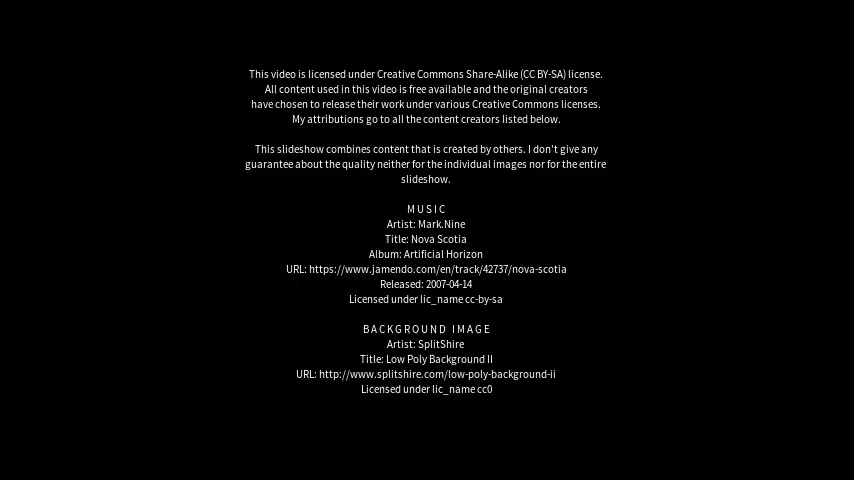 This video is licensed under Creative Commons Share-Alike (CC BY-SA) license.
All content used in this video is free available and the original creators
have chosen to release their work under various Creative Commons licenses.
My attributions go to all the content creators listed below.
This slideshow combines content that is created by others. I don't give any
guarantee about the quality neither for the individual images nor for the entire
slideshow.
MUSIC
Artist: Mark.Nine
Title: Nova Scotia
Album: Artificial Horizon
URL: https://www.jamendo.com/en/track/42737/nova-scotia
Released: 2007-04-14
Licensed under lic_name cc-by-sa
BACKGROUND IMAGE
Artist: SplitShire
Title: Low Poly Background II
URL: http://www.splitshire.com/low-poly-background-ii
Licensed under lic_name cc0